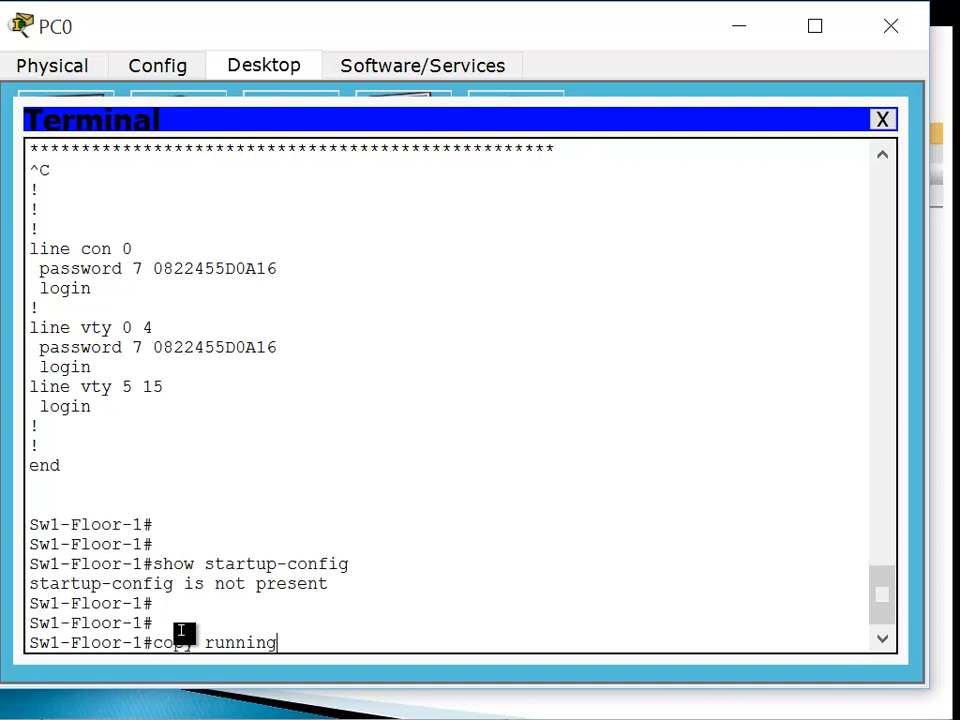 PC0
Physical Config Desktop Software/Services
Terminal X
***************************************************
^C
!
!
!
line con 0
password 7 0822455D0A16
login
!
line vty 0 4
password 7 0822455D0A16
login
line vty 5 15
login
!
!
end
Sw1-Floor-1#
Sw1-Floor-1#
Sw1-Floor-1#show startup-config
startup-config is not present
Sw1-Floor-1#
Sw1-Floor-1#
Sw1-Floor-1#copy running